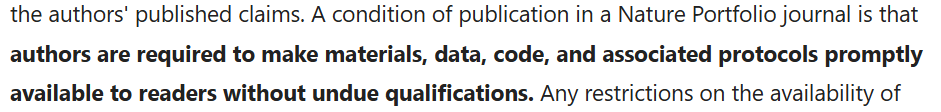 the authors' published claims. A condition of publication in a Nature Portfolio journal is that
authors are required to make materials, data, code, and associated protocols promptly
available to readers without undue qualifications. Any restrictions on the availability of